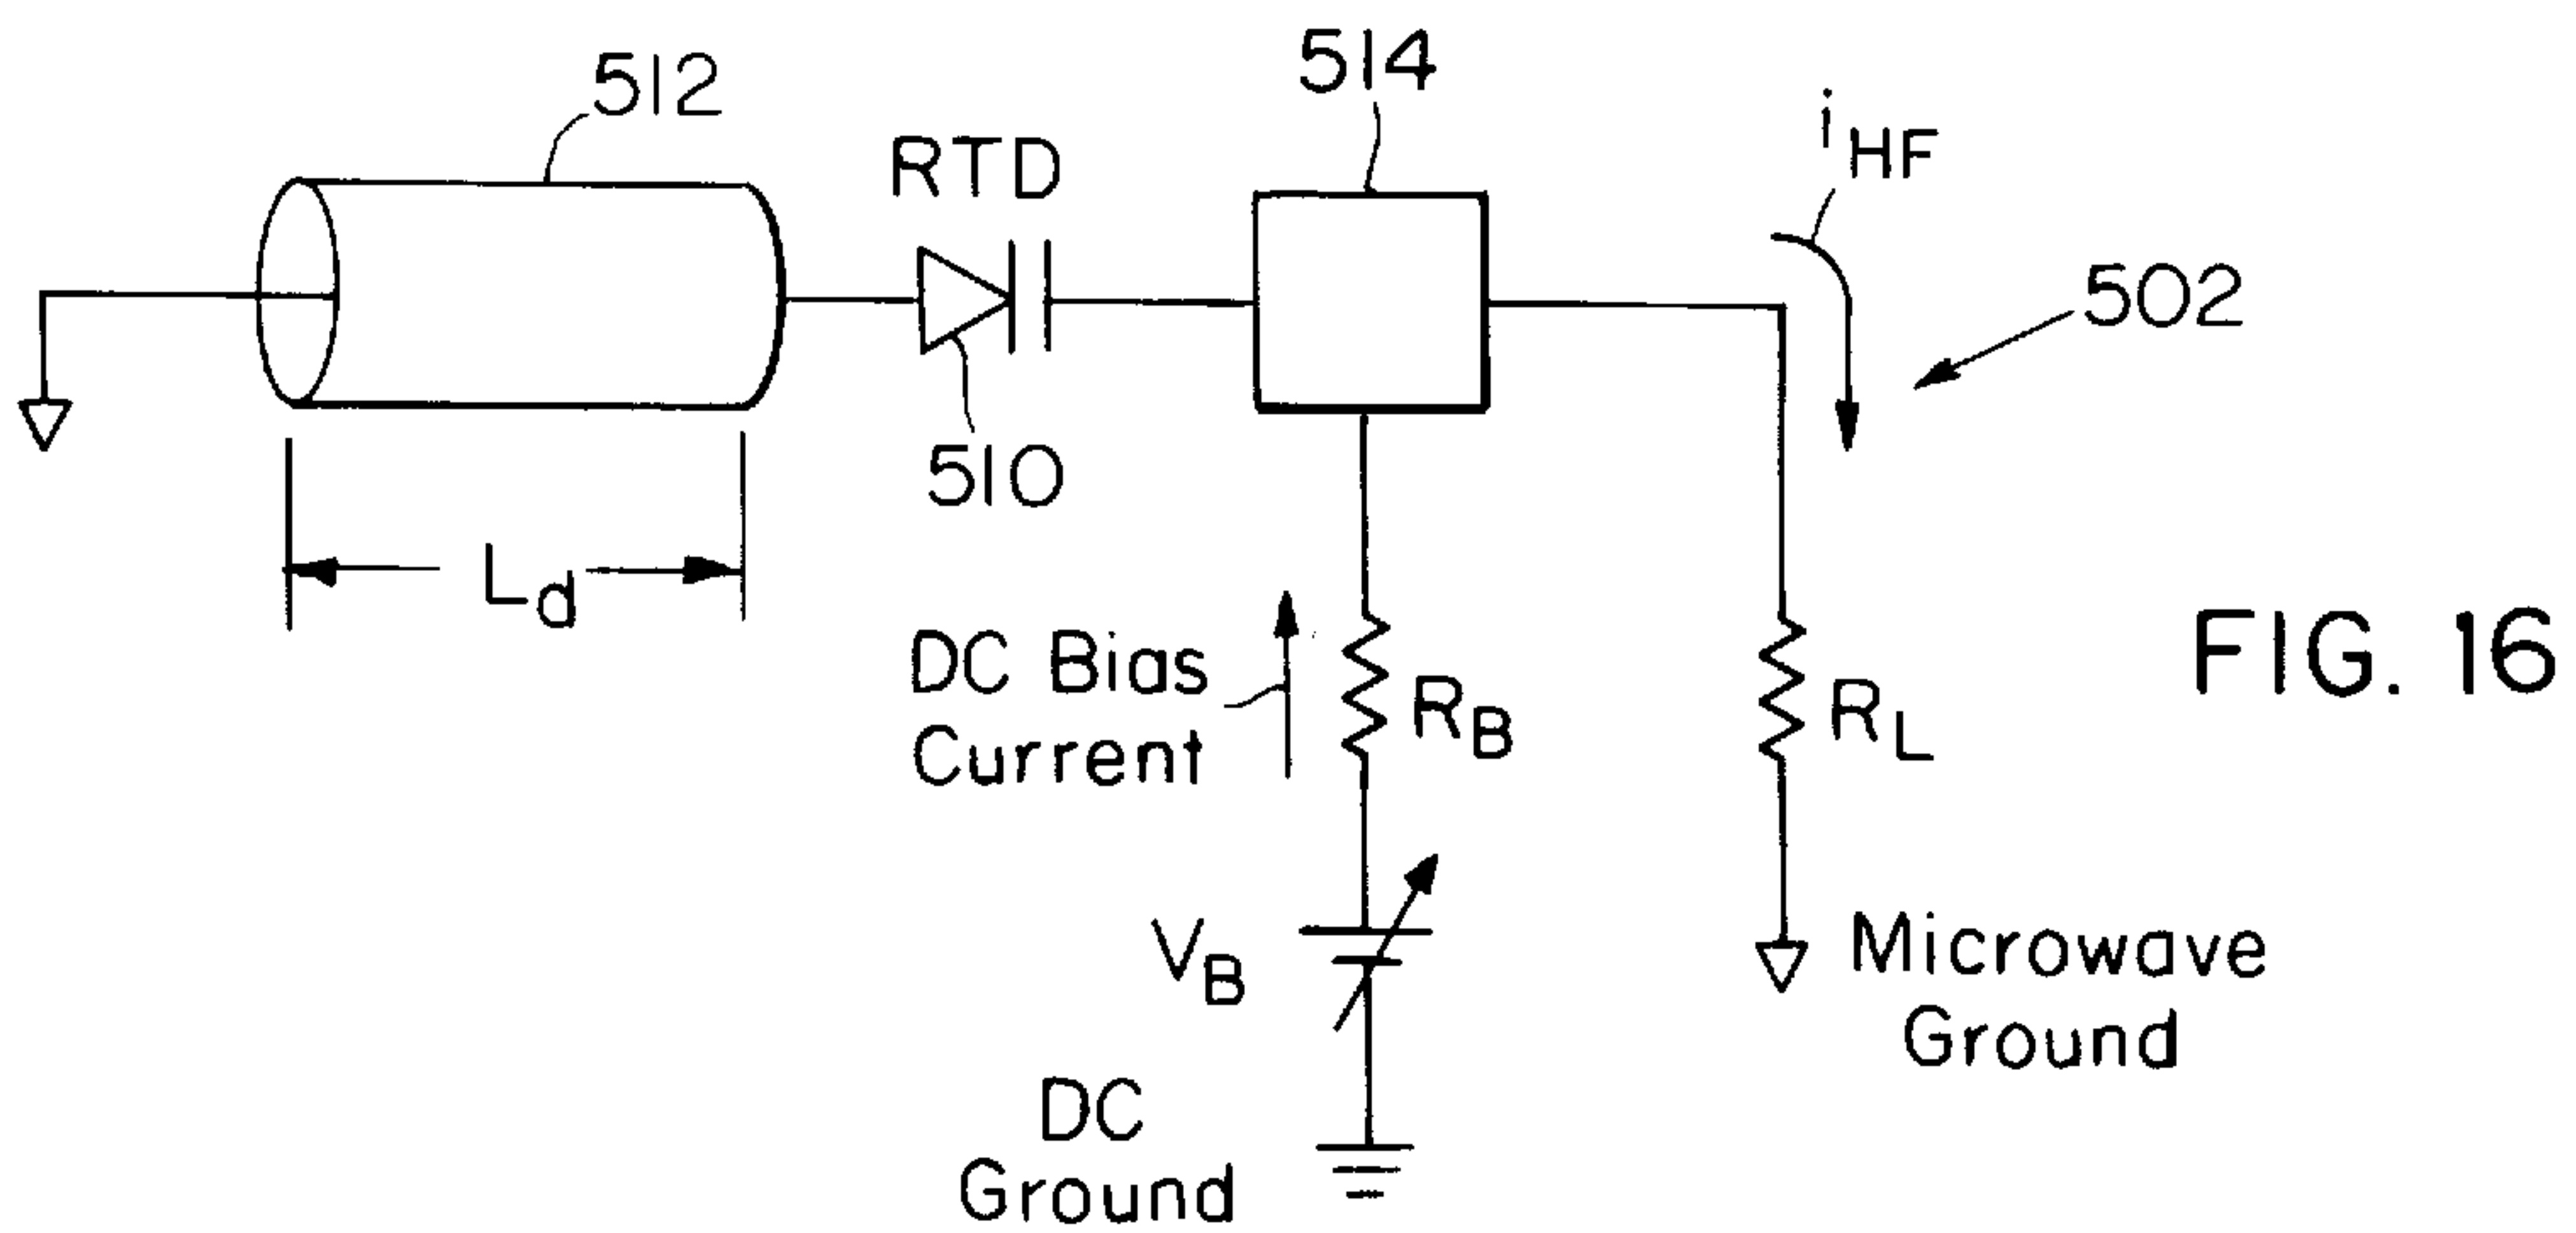 512
514
RTD
iHF
502
510
Ld
DC Bias
Current
RB
RL
FIG. 16
VB
Microwave
Ground
DC
Ground